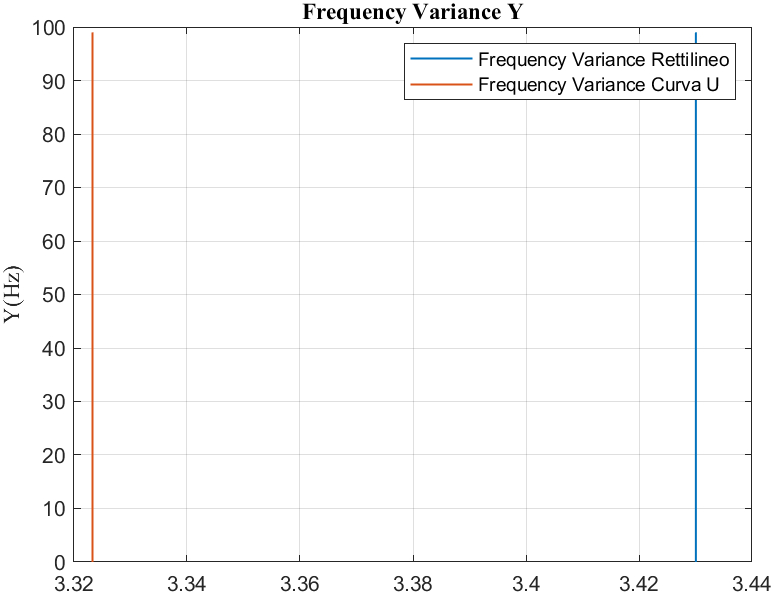 Frequency Variance Y
100
Frequency Variance Rettilineo
Frequency Variance Curva U
90
80
70
60
50
40
30
20
10
0
Y(Hz)
3.32 3.34 3.36 3.38 3.4 3.42 3.44